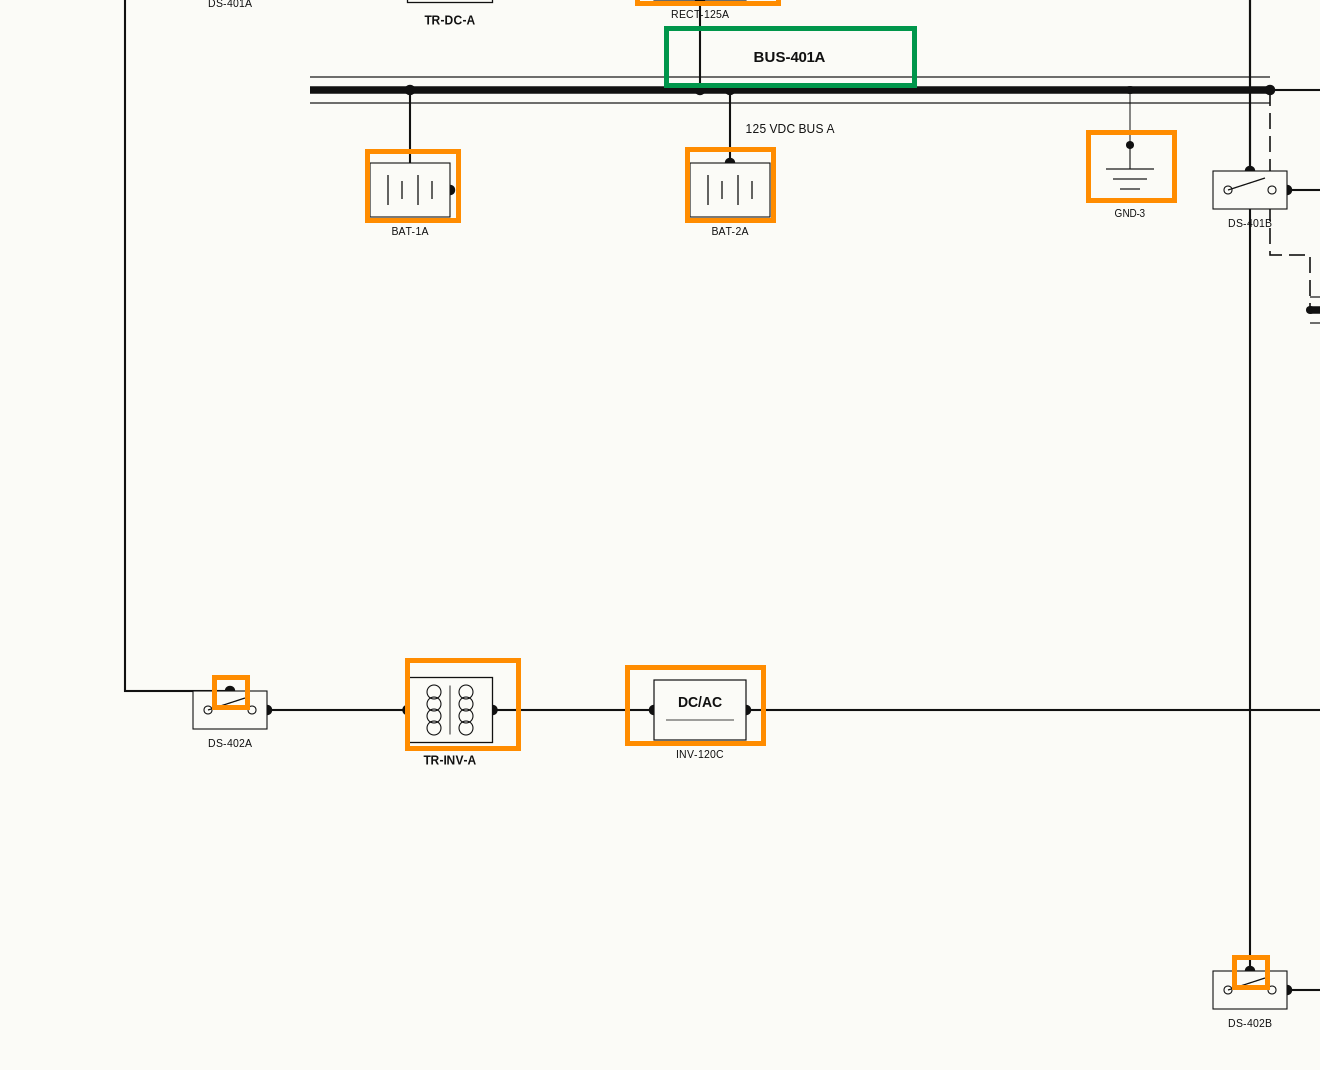 DS-401A
TR-DC-A
RECT-125A
BUS-401A
125 VDC BUS A
BAT-1A
BAT-2A
GND-3
DS-401B
DS-402A
TR-INV-A
DC/AC
INV-120C
DS-402B